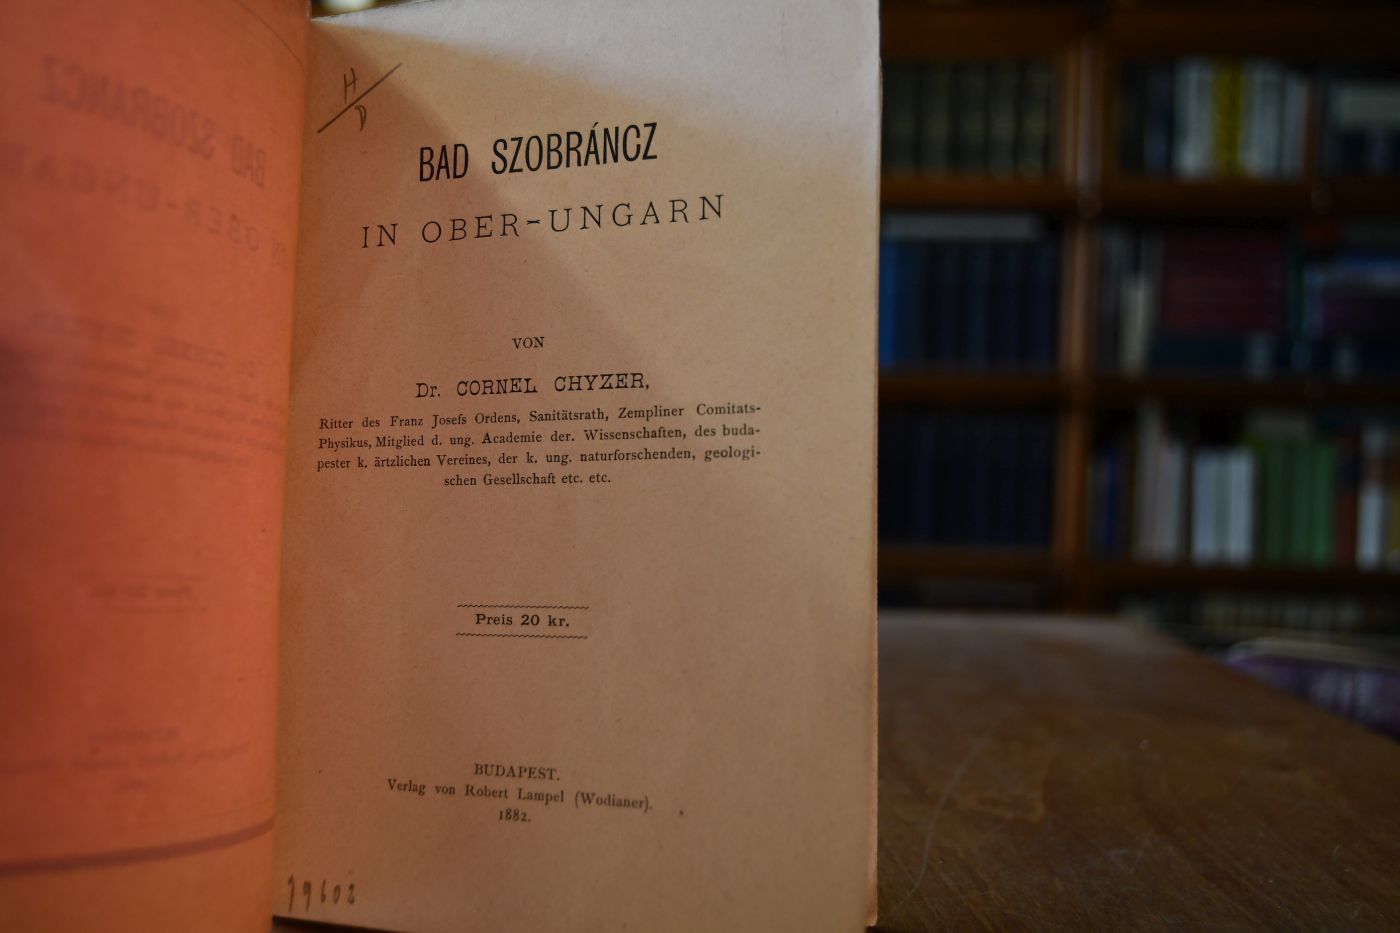 H
D
BAD SZOBRÁNCZ
IN OBER-UNGARN
VON
Dr. CORNEL CHYZER,
Ritter des Franz Josefs Ordens, Sanitätsrath, Zempliner Comitats-
Physikus, Mitglied d. ung. Academie der. Wissenschaften, des buda-
pester k. ärtzlichen Vereines, der k. ung. naturforschenden, geologi-
schen Gesellschaft etc. etc.
Preis 20 kr.
BUDAPEST.
Verlag von Robert Lampel (Wodianer).
1882.
79602